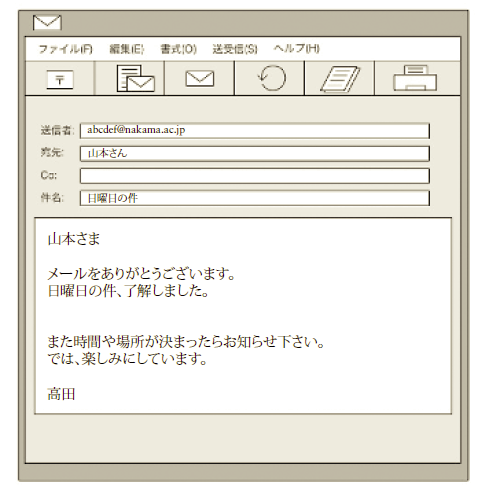 ファイル(F) 編集(E) 書式(O) 送受信(S) ヘルプ(H)
〒
送信者: abcdef@nakama.ac.jp
宛先: 山本さん
Cc:
件名: 日曜日の件
山本さま
メールをありがとうございます。
日曜日の件、了解しました。
また時間や場所が決まったらお知らせ下さい。
では、楽しみにしています。
高田